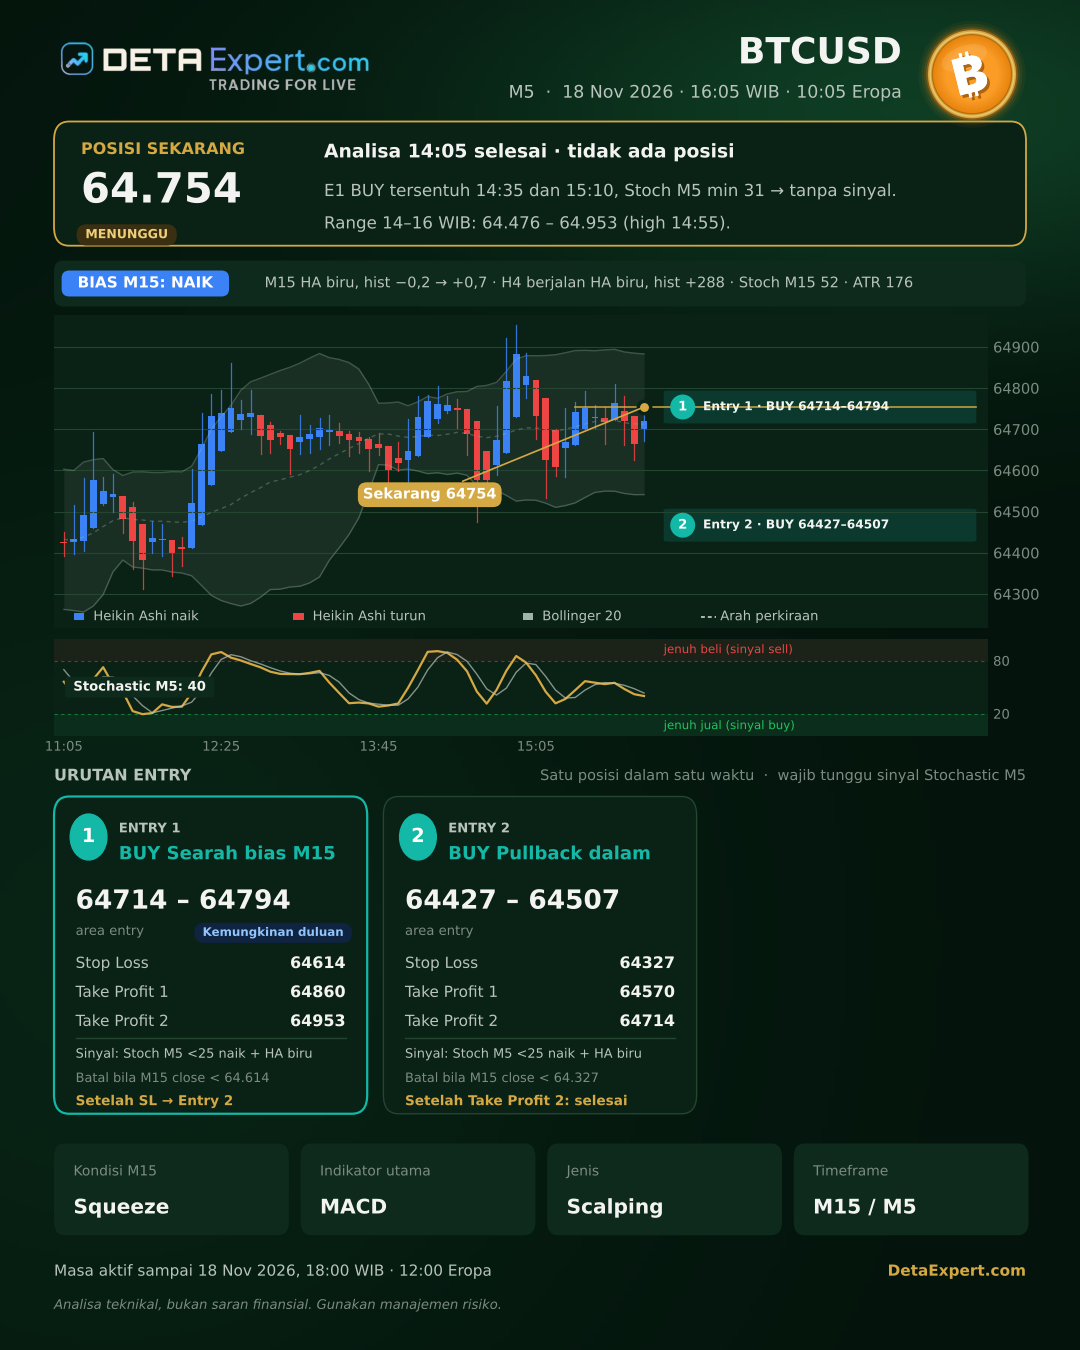 DETA Expert.com
TRADING FOR LIVE
BTCUSD
M5 · 18 Nov 2026 · 16:05 WIB · 10:05 Eropa
POSISI SEKARANG
64.754
MENUNGGU
Analisa 14:05 selesai · tidak ada posisi
E1 BUY tersentuh 14:35 dan 15:10, Stoch M5 min 31 → tanpa sinyal.
Range 14–16 WIB: 64.476 – 64.953 (high 14:55).
BIAS M15: NAIK
M15 HA biru, hist −0,2 → +0,7 · H4 berjalan HA biru, hist +288 · Stoch M15 52 · ATR 176
64900
64800
64700
64600
64500
64400
64300
1 Entry 1 · BUY 64714–64794
Sekarang 64754
2 Entry 2 · BUY 64427–64507
Heikin Ashi naik
Heikin Ashi turun
Bollinger 20
Arah perkiraan
jenuh beli (sinyal sell)
80
Stochastic M5: 40
20
jenuh jual (sinyal buy)
11:05
12:25
13:45
15:05
URUTAN ENTRY
Satu posisi dalam satu waktu · wajib tunggu sinyal Stochastic M5
1
ENTRY 1
BUY Searah bias M15
64714 – 64794
area entry
Kemungkinan duluan
Stop Loss 64614
Take Profit 1 64860
Take Profit 2 64953
Sinyal: Stoch M5 <25 naik + HA biru
Batal bila M15 close < 64.614
Setelah SL → Entry 2
2
ENTRY 2
BUY Pullback dalam
64427 – 64507
area entry
Stop Loss 64327
Take Profit 1 64570
Take Profit 2 64714
Sinyal: Stoch M5 <25 naik + HA biru
Batal bila M15 close < 64.327
Setelah Take Profit 2: selesai
Kondisi M15
Squeeze
Indikator utama
MACD
Jenis
Scalping
Timeframe
M15 / M5
Masa aktif sampai 18 Nov 2026, 18:00 WIB · 12:00 Eropa
DetaExpert.com
Analisa teknikal, bukan saran finansial. Gunakan manajemen risiko.